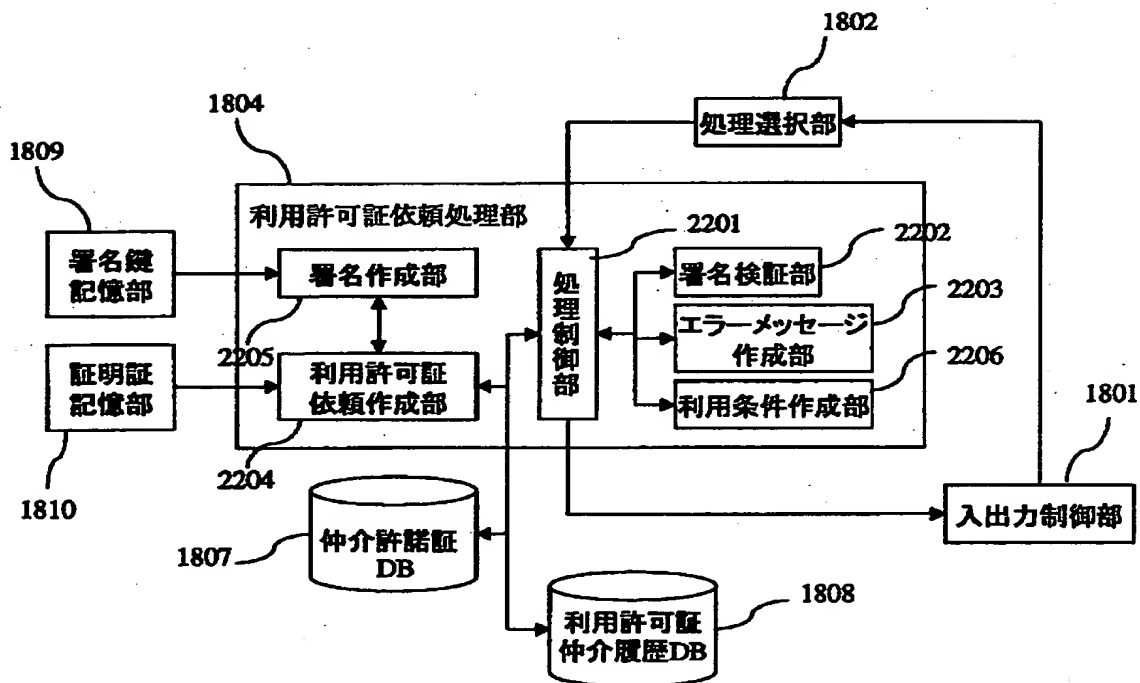 1802
処理選択部
1804
1809
利用許可証依頼処理部
署名鍵
記憶部
署名作成部
2205
2201
処理制御部
2202
署名検証部
2203
エラーメッセージ
作成部
2206
利用条件作成部
証明証
記憶部
1810
利用許可証
依頼作成部
2204
1801
入出力制御部
1807
仲介許諾証
DB
1808
利用許可証
仲介履歴DB